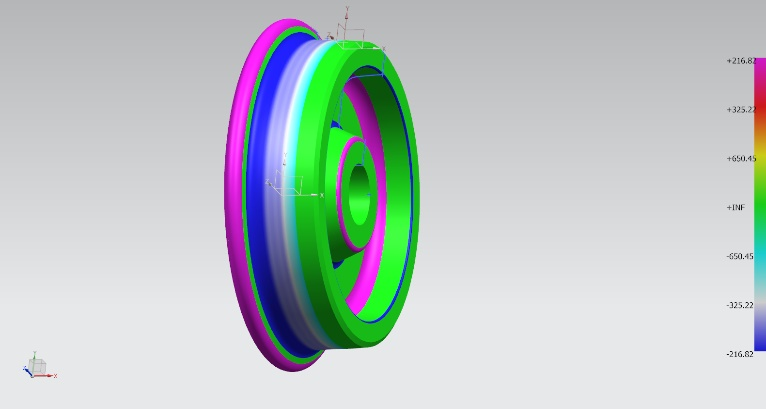 Y
X
+216.82
+325.22
+650.45
+INF
X
-650.45
-325.22
-216.82
X